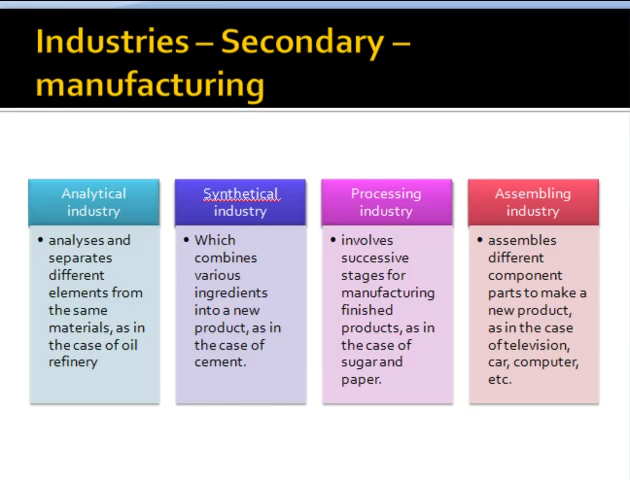 Industries – Secondary –
manufacturing
Analytical
industry
• analyses and
separates
different
elements from
the same
materials, as in
the case of oil
refinery
Synthetical
industry
• Which
combines
various
ingredients
into a new
product, as in
the case of
cement.
Processing
industry
• involves
successive
stages for
manufacturing
finished
products, as in
the case of
sugar and
paper.
Assembling
industry
• assembles
different
component
parts to make a
new product,
as in the case
of television,
car, computer,
etc.